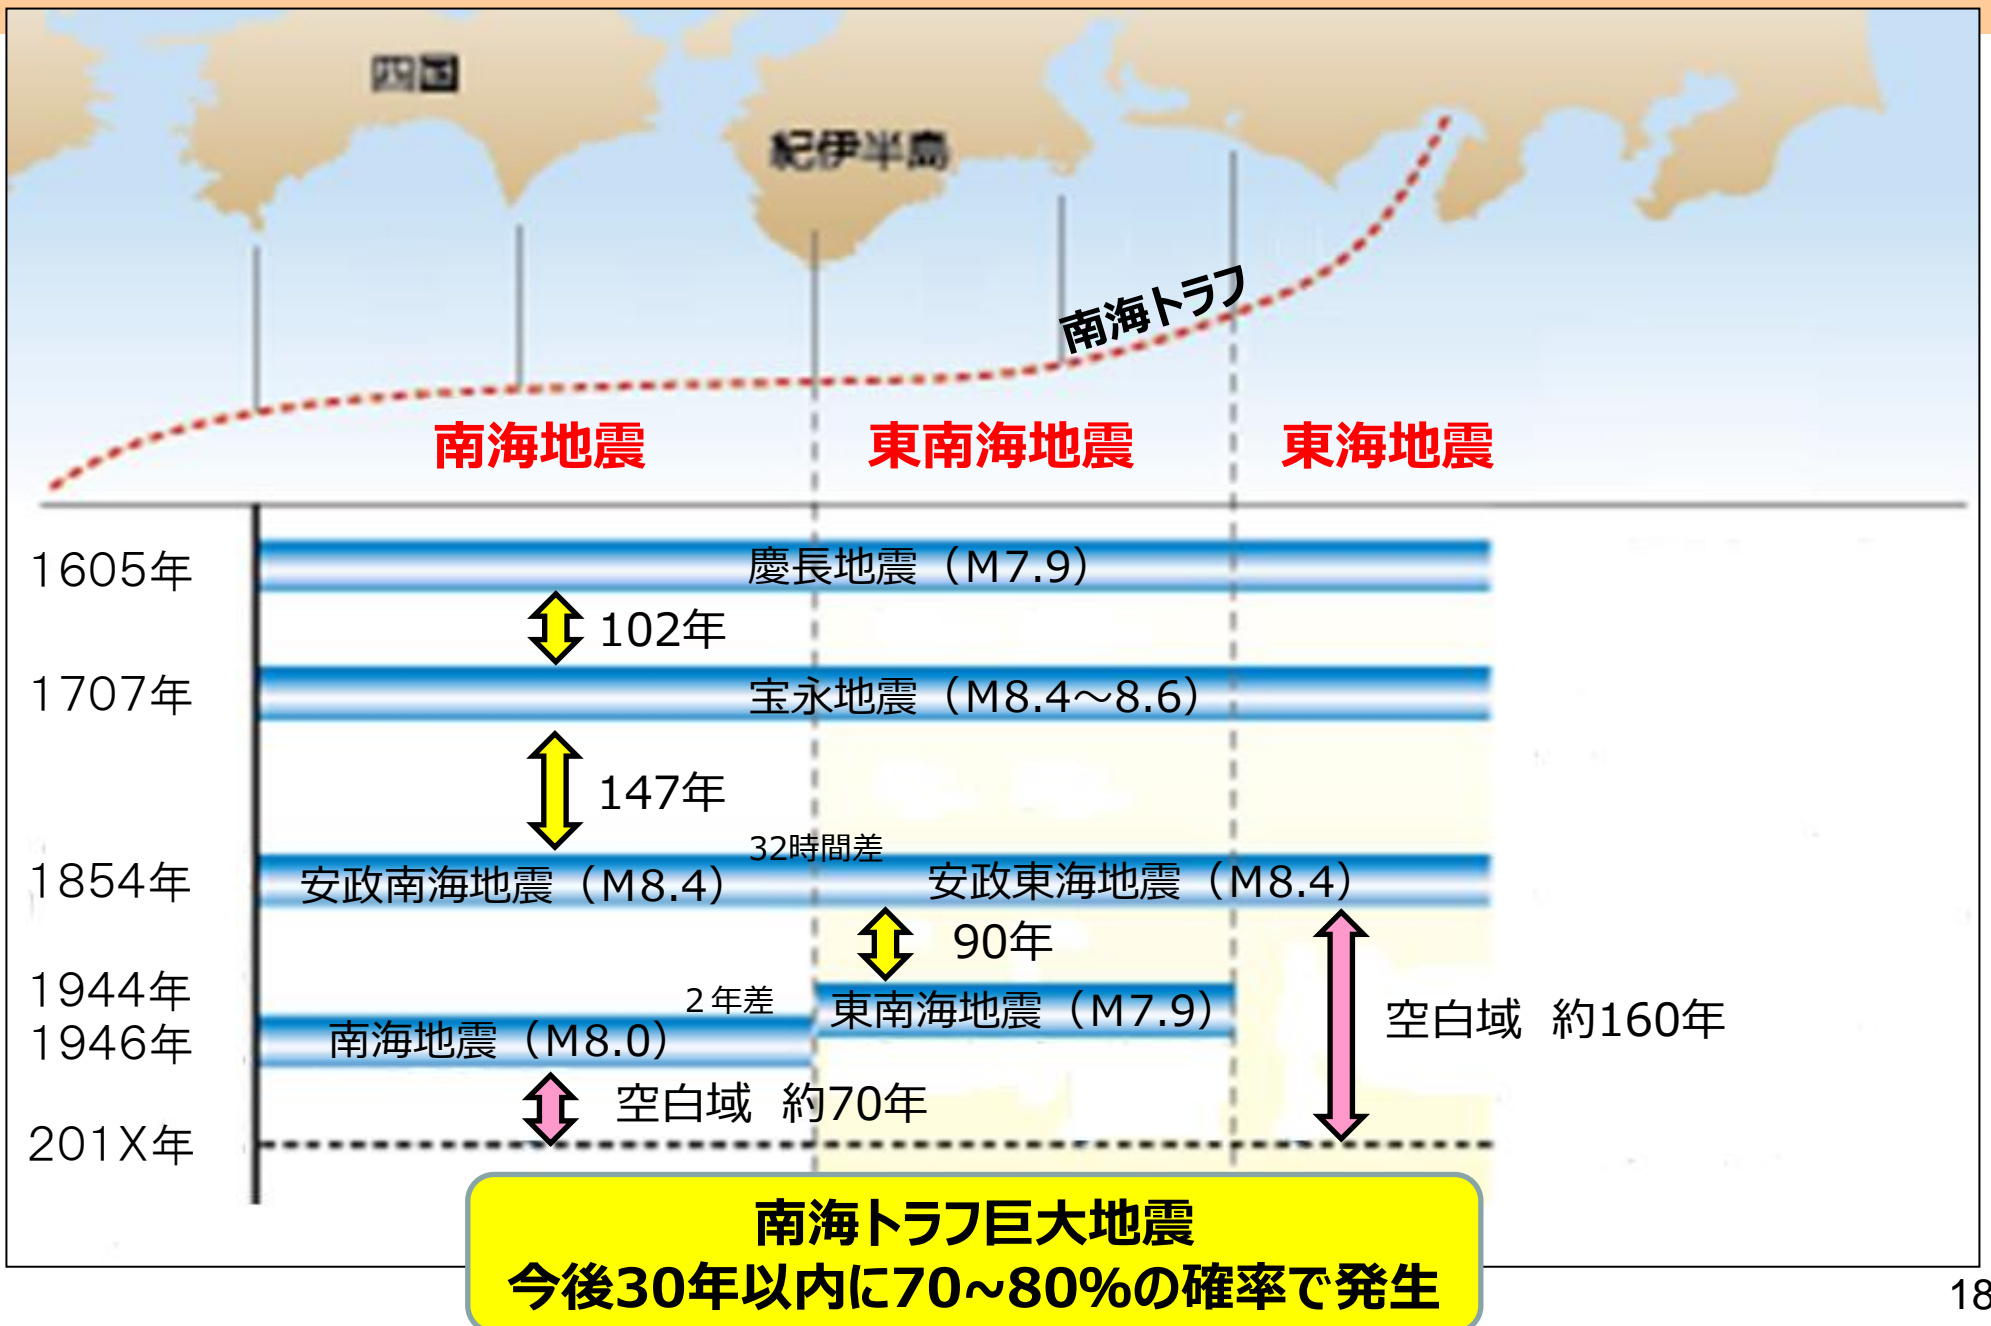 四国
紀伊半島
南海トラフ
南海地震
東南海地震
東海地震
1605年
慶長地震（M7.9）
102年
1707年
宝永地震（M8.4～8.6）
147年
32時間差
1854年
安政南海地震（M8.4）
安政東海地震（M8.4）
90年
1944年
2年差
東南海地震（M7.9）
1946年
南海地震（M8.0）
空白域 約160年
空白域 約70年
201X年
南海トラフ巨大地震
今後30年以内に70~80%の確率で発生
18